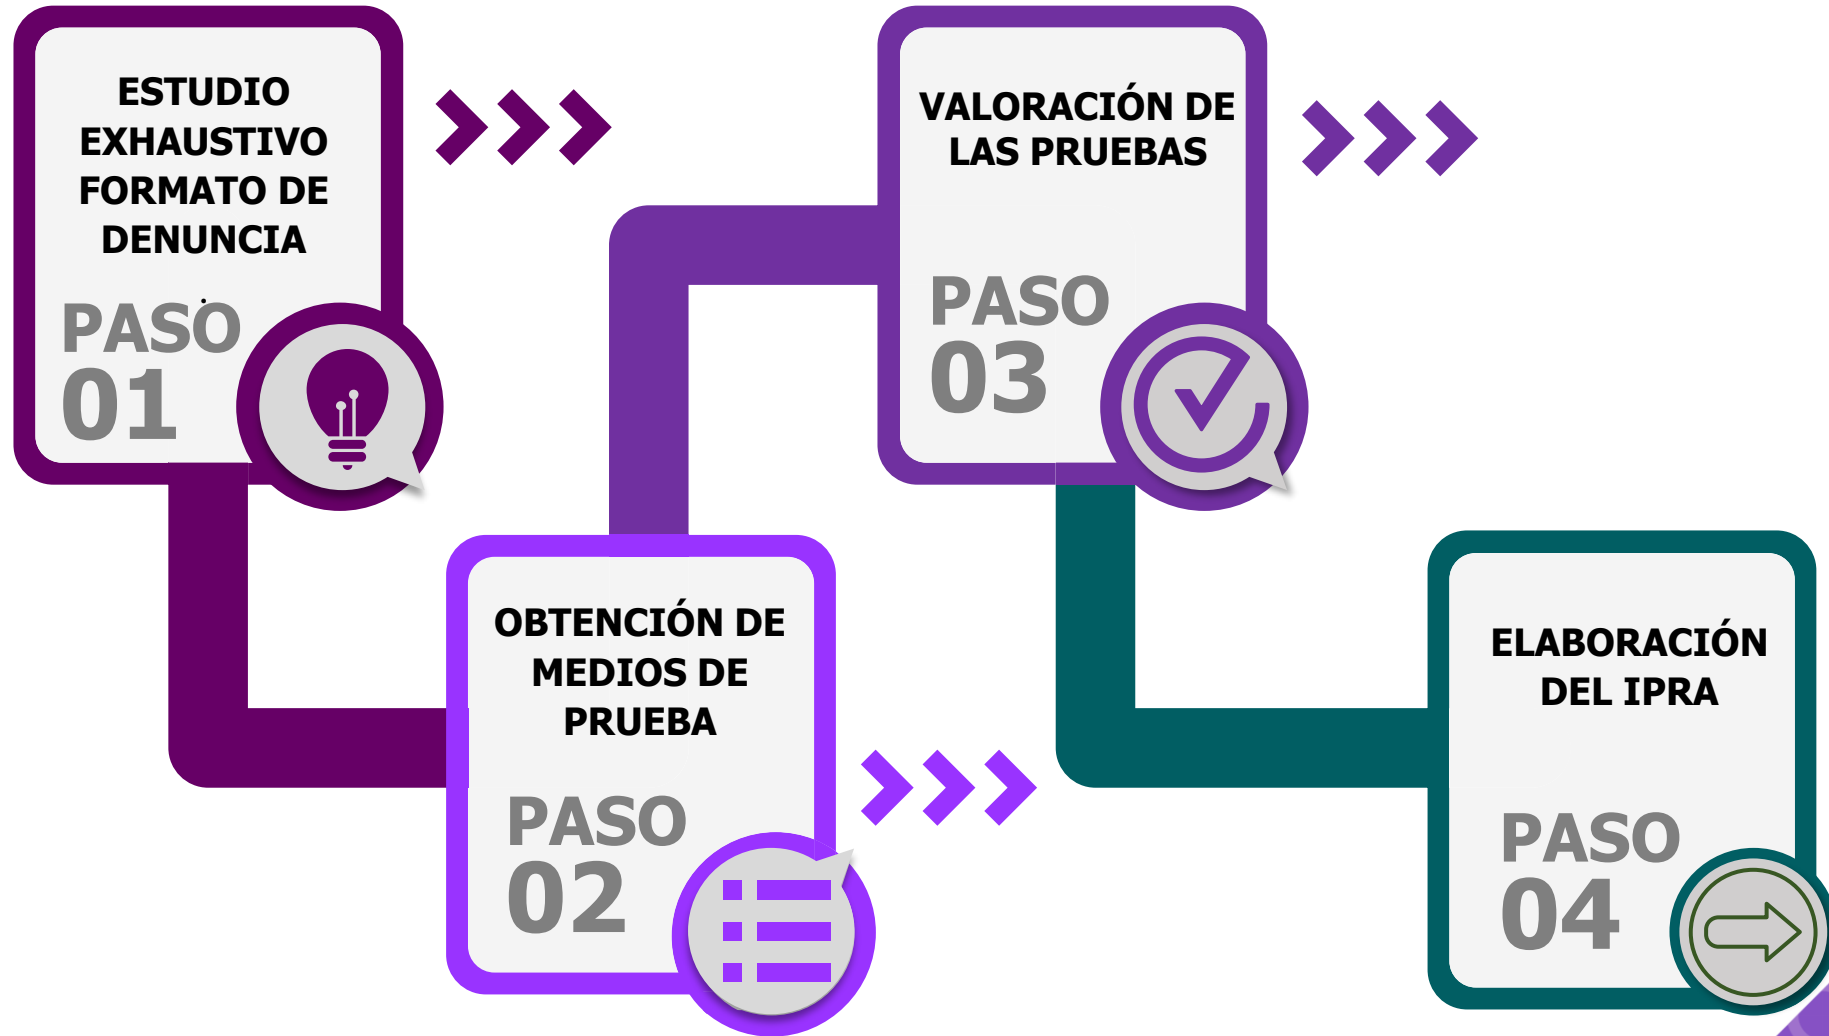 ESTUDIO
EXHAUSTIVO
FORMATO DE
DENUNCIA
.
PASO
01
OBTENCIÓN DE
MEDIOS DE
PRUEBA
PASO
02
VALORACIÓN DE
LAS PRUEBAS
PASO
03
ELABORACIÓN
DEL IPRA
PASO
04